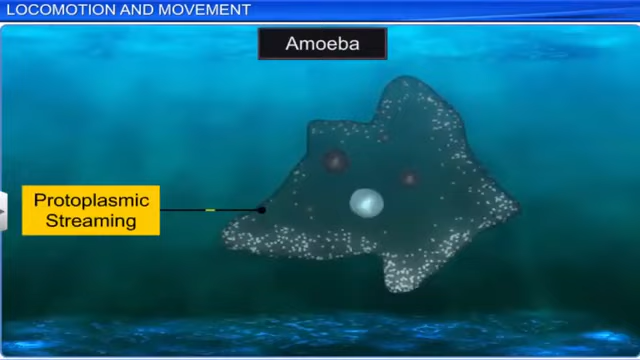 LOCOMOTION AND MOVEMENT
Amoeba
Protoplasmic
Streaming